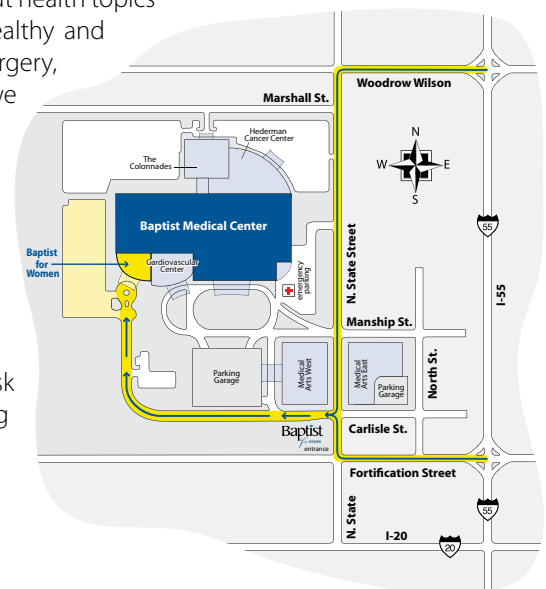 t health topics
ealthy and
rgery,
ve
sk
g
Woodrow Wilson
Marshall St.
Hederman
Cancer Center
The
Colonnades
N
W
E
S
Baptist Medical Center
55
Baptist
for
Women
Cardiovascular
Center
emergency
parking
N. State Street
I-55
Manship St.
Parking
Garage
Medical
Arts West
Medical
Arts East
Parking
Garage
North St.
Baptist
for women
entrance
Carlisle St.
Fortification Street
N. State
I-20
55
20